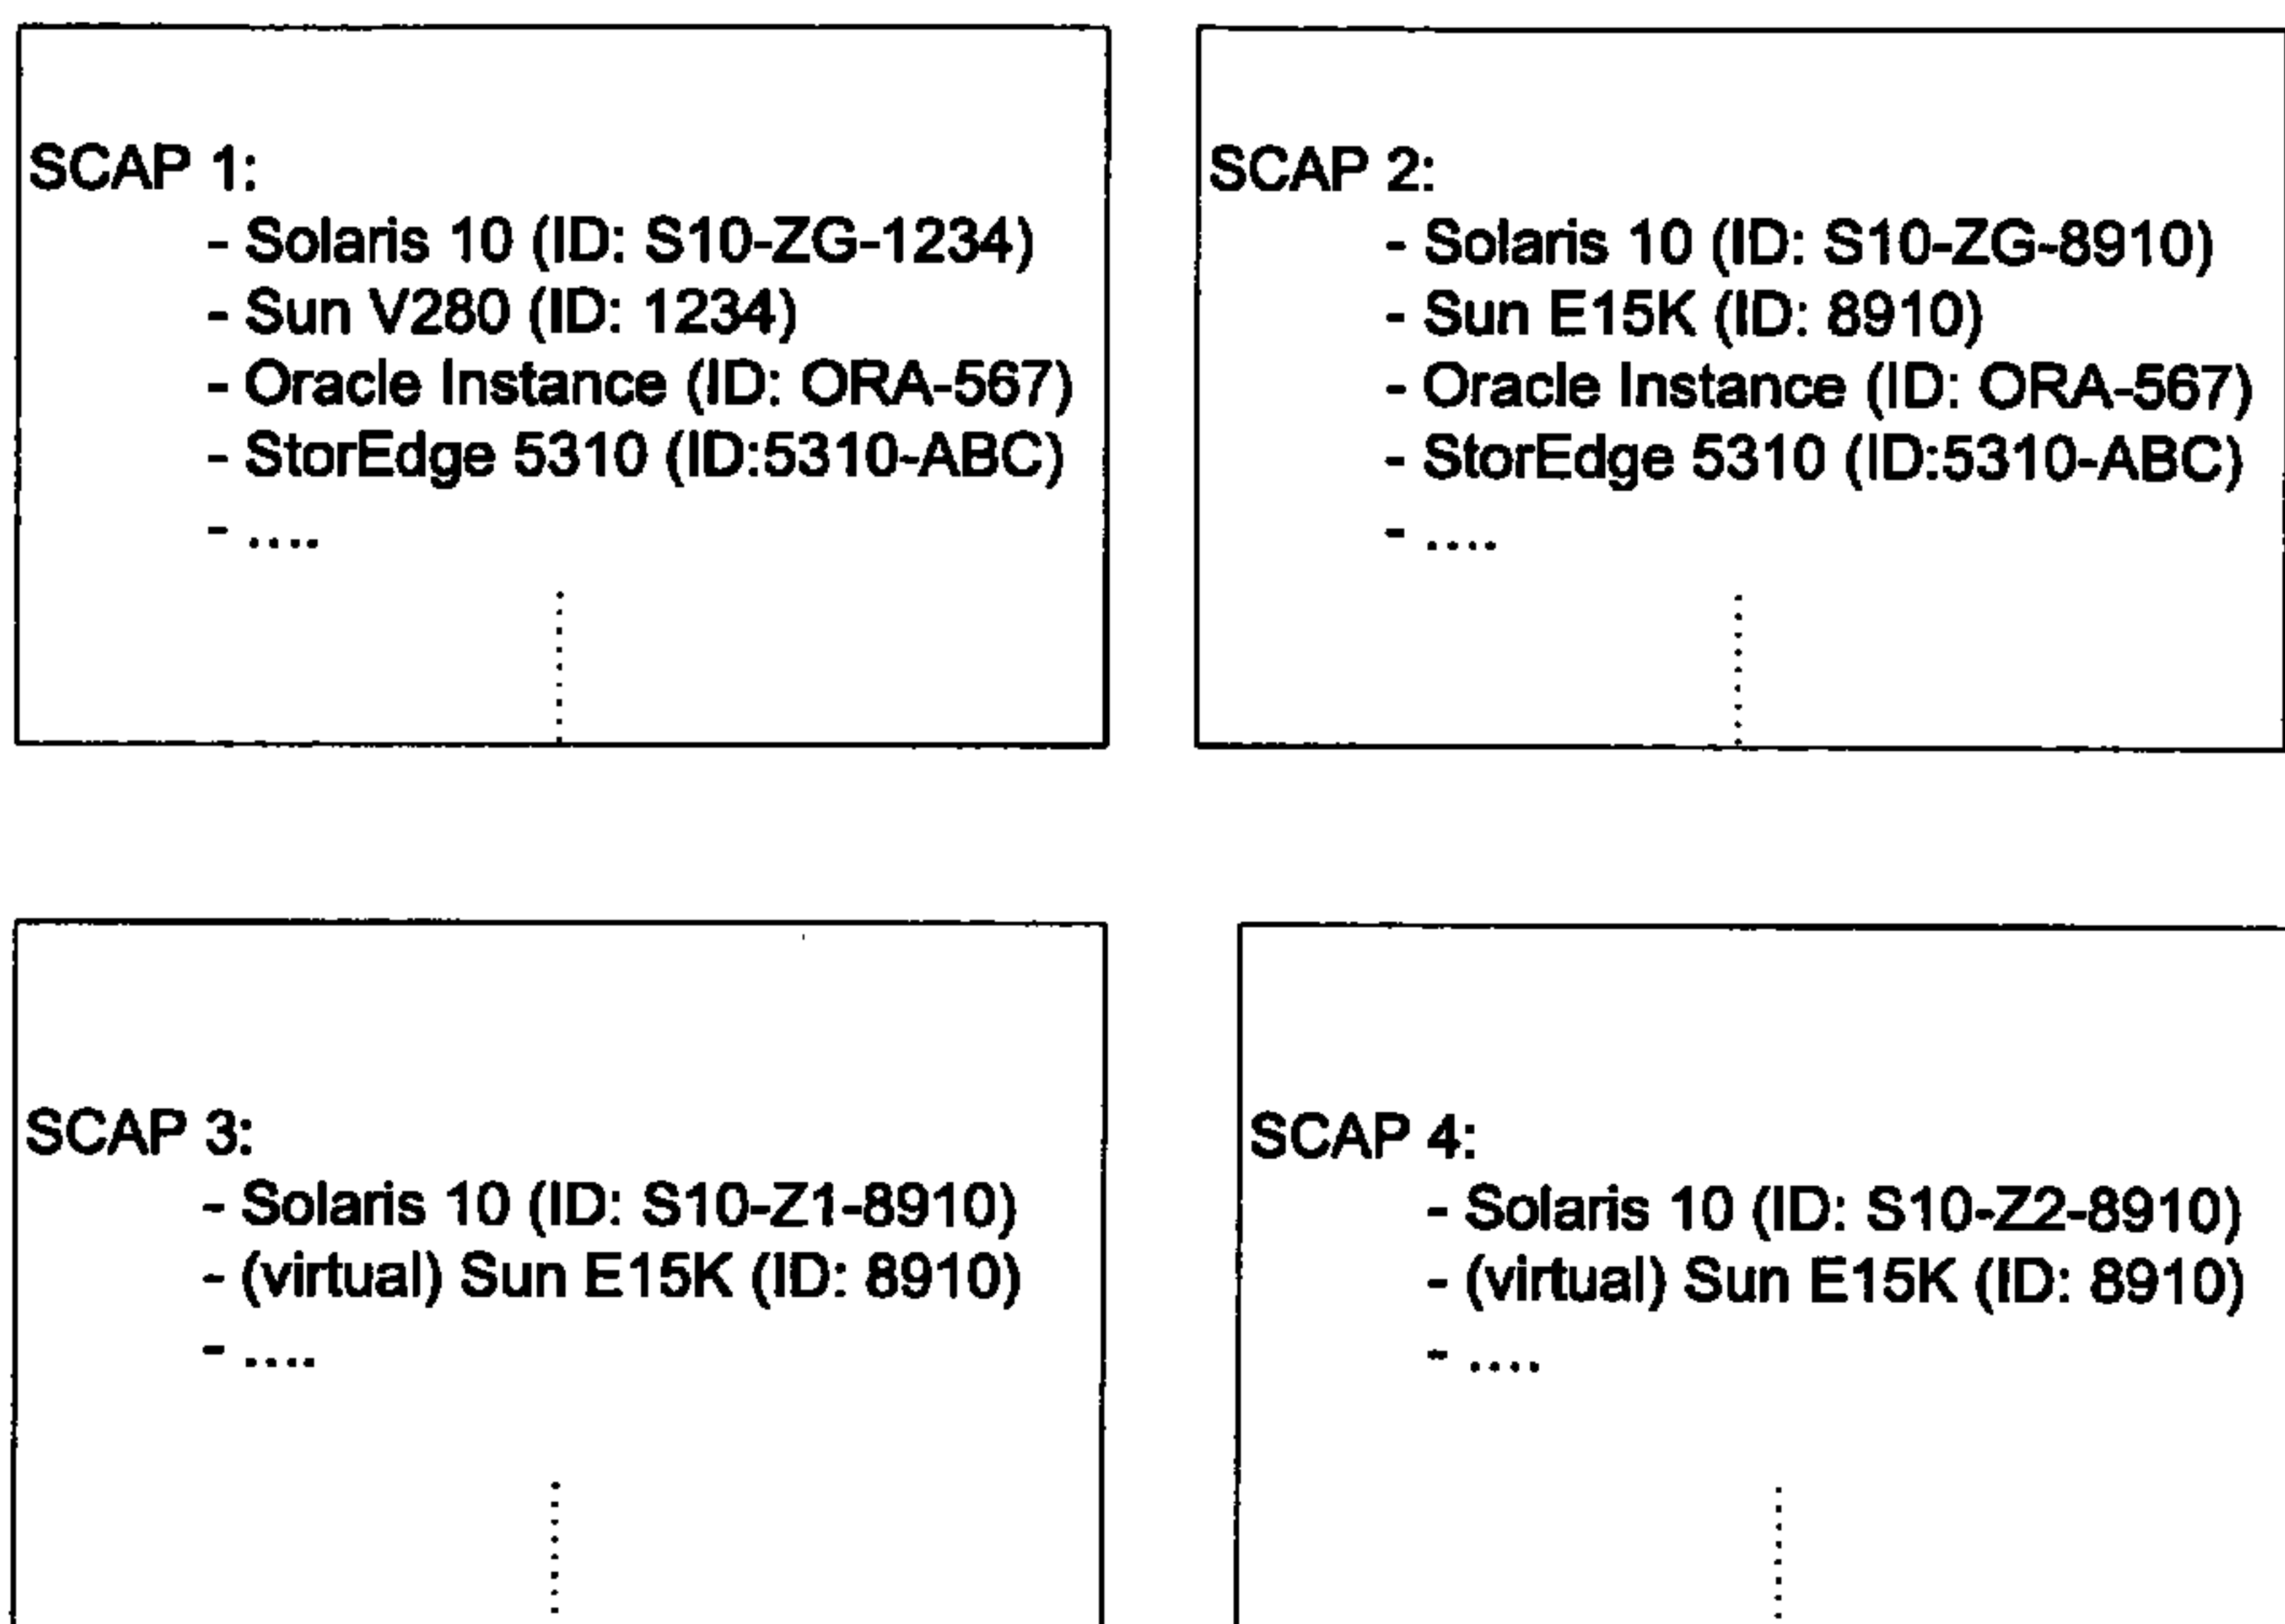 SCAP 1:
- Solaris 10 (ID: S10-ZG-1234)
- Sun V280 (ID: 1234)
- Oracle Instance (ID: ORA-567)
- StorEdge 5310 (ID:5310-ABC)
- ....
SCAP 2:
- Solaris 10 (ID: S10-ZG-8910)
- Sun E15K (ID: 8910)
- Oracle Instance (ID: ORA-567)
- StorEdge 5310 (ID:5310-ABC)
- ....
SCAP 3:
- Solaris 10 (ID: S10-Z1-8910)
- (virtual) Sun E15K (ID: 8910)
- ....
SCAP 4:
- Solaris 10 (ID: S10-Z2-8910)
- (virtual) Sun E15K (ID: 8910)
- ....